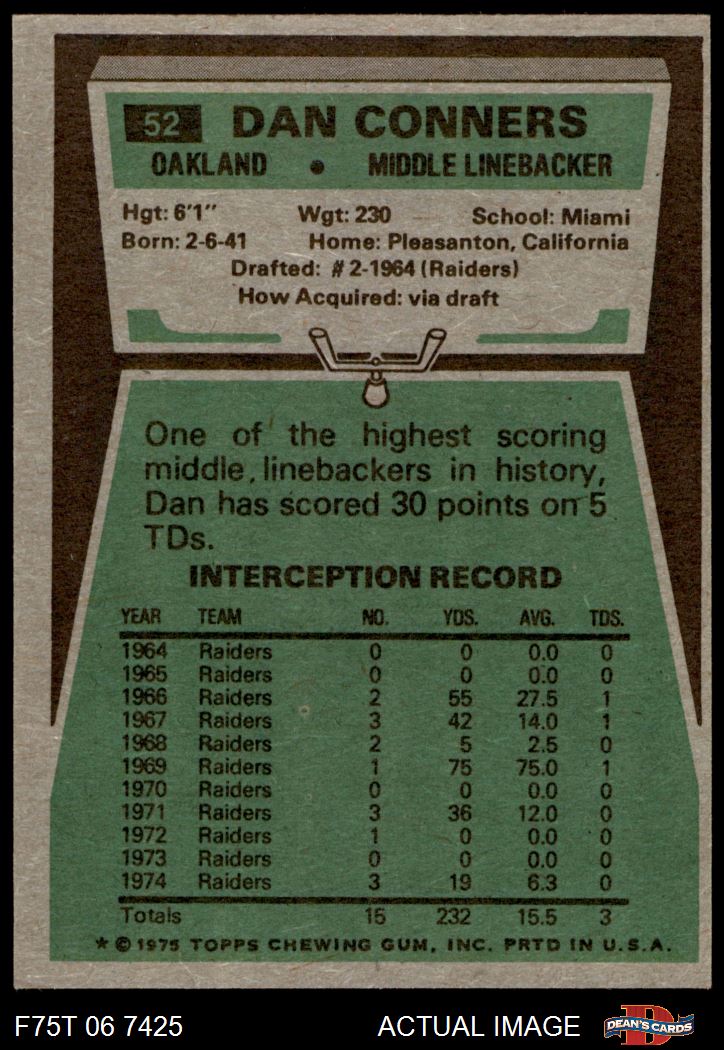 52 DAN CONNERS
OAKLAND • MIDDLE LINEBACKER
Hgt: 6'1" Wgt: 230 School: Miami
Born: 2-6-41 Home: Pleasanton, California
Drafted: #2-1964 (Raiders)
How Acquired: via draft
One of the highest scoring
middle linebackers in history,
Dan has scored 30 points on 5
TDs.
INTERCEPTION RECORD
YEAR TEAM NO. YDS. AVG. TDS.
1964 Raiders 0 0 0.0 0
1965 Raiders 0 0 0.0 0
1966 Raiders 2 55 27.5 1
1967 Raiders 3 42 14.0 1
1968 Raiders 2 5 2.5 0
1969 Raiders 1 75 75.0 1
1970 Raiders 0 0 0.0 0
1971 Raiders 3 36 12.0 0
1972 Raiders 1 0 0.0 0
1973 Raiders 0 0 0.0 0
1974 Raiders 3 19 6.3 0
Totals 15 232 15.5 3
* © 1975 TOPPS CHEWING GUM, INC. PRTD IN U.S.A.
F75T 06 7425 ACTUAL IMAGE DEAN'S CARDS